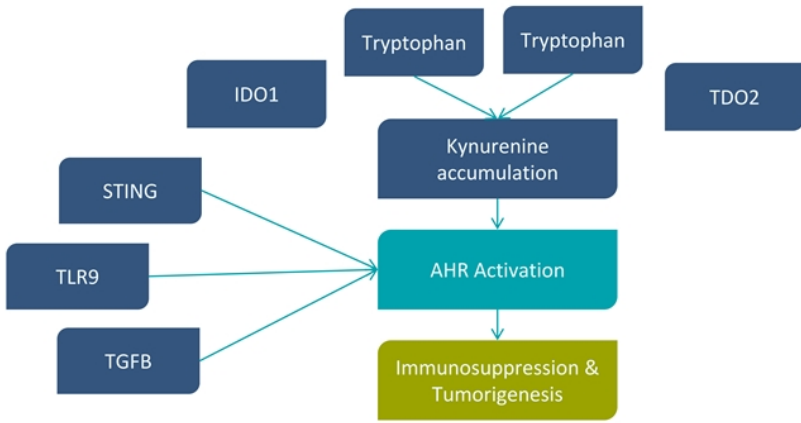 Tryptophan
Tryptophan
IDO1
TDO2
Kynurenine
accumulation
STING
TLR9
AHR Activation
TGFB
Immunosuppression &
Tumorigenesis